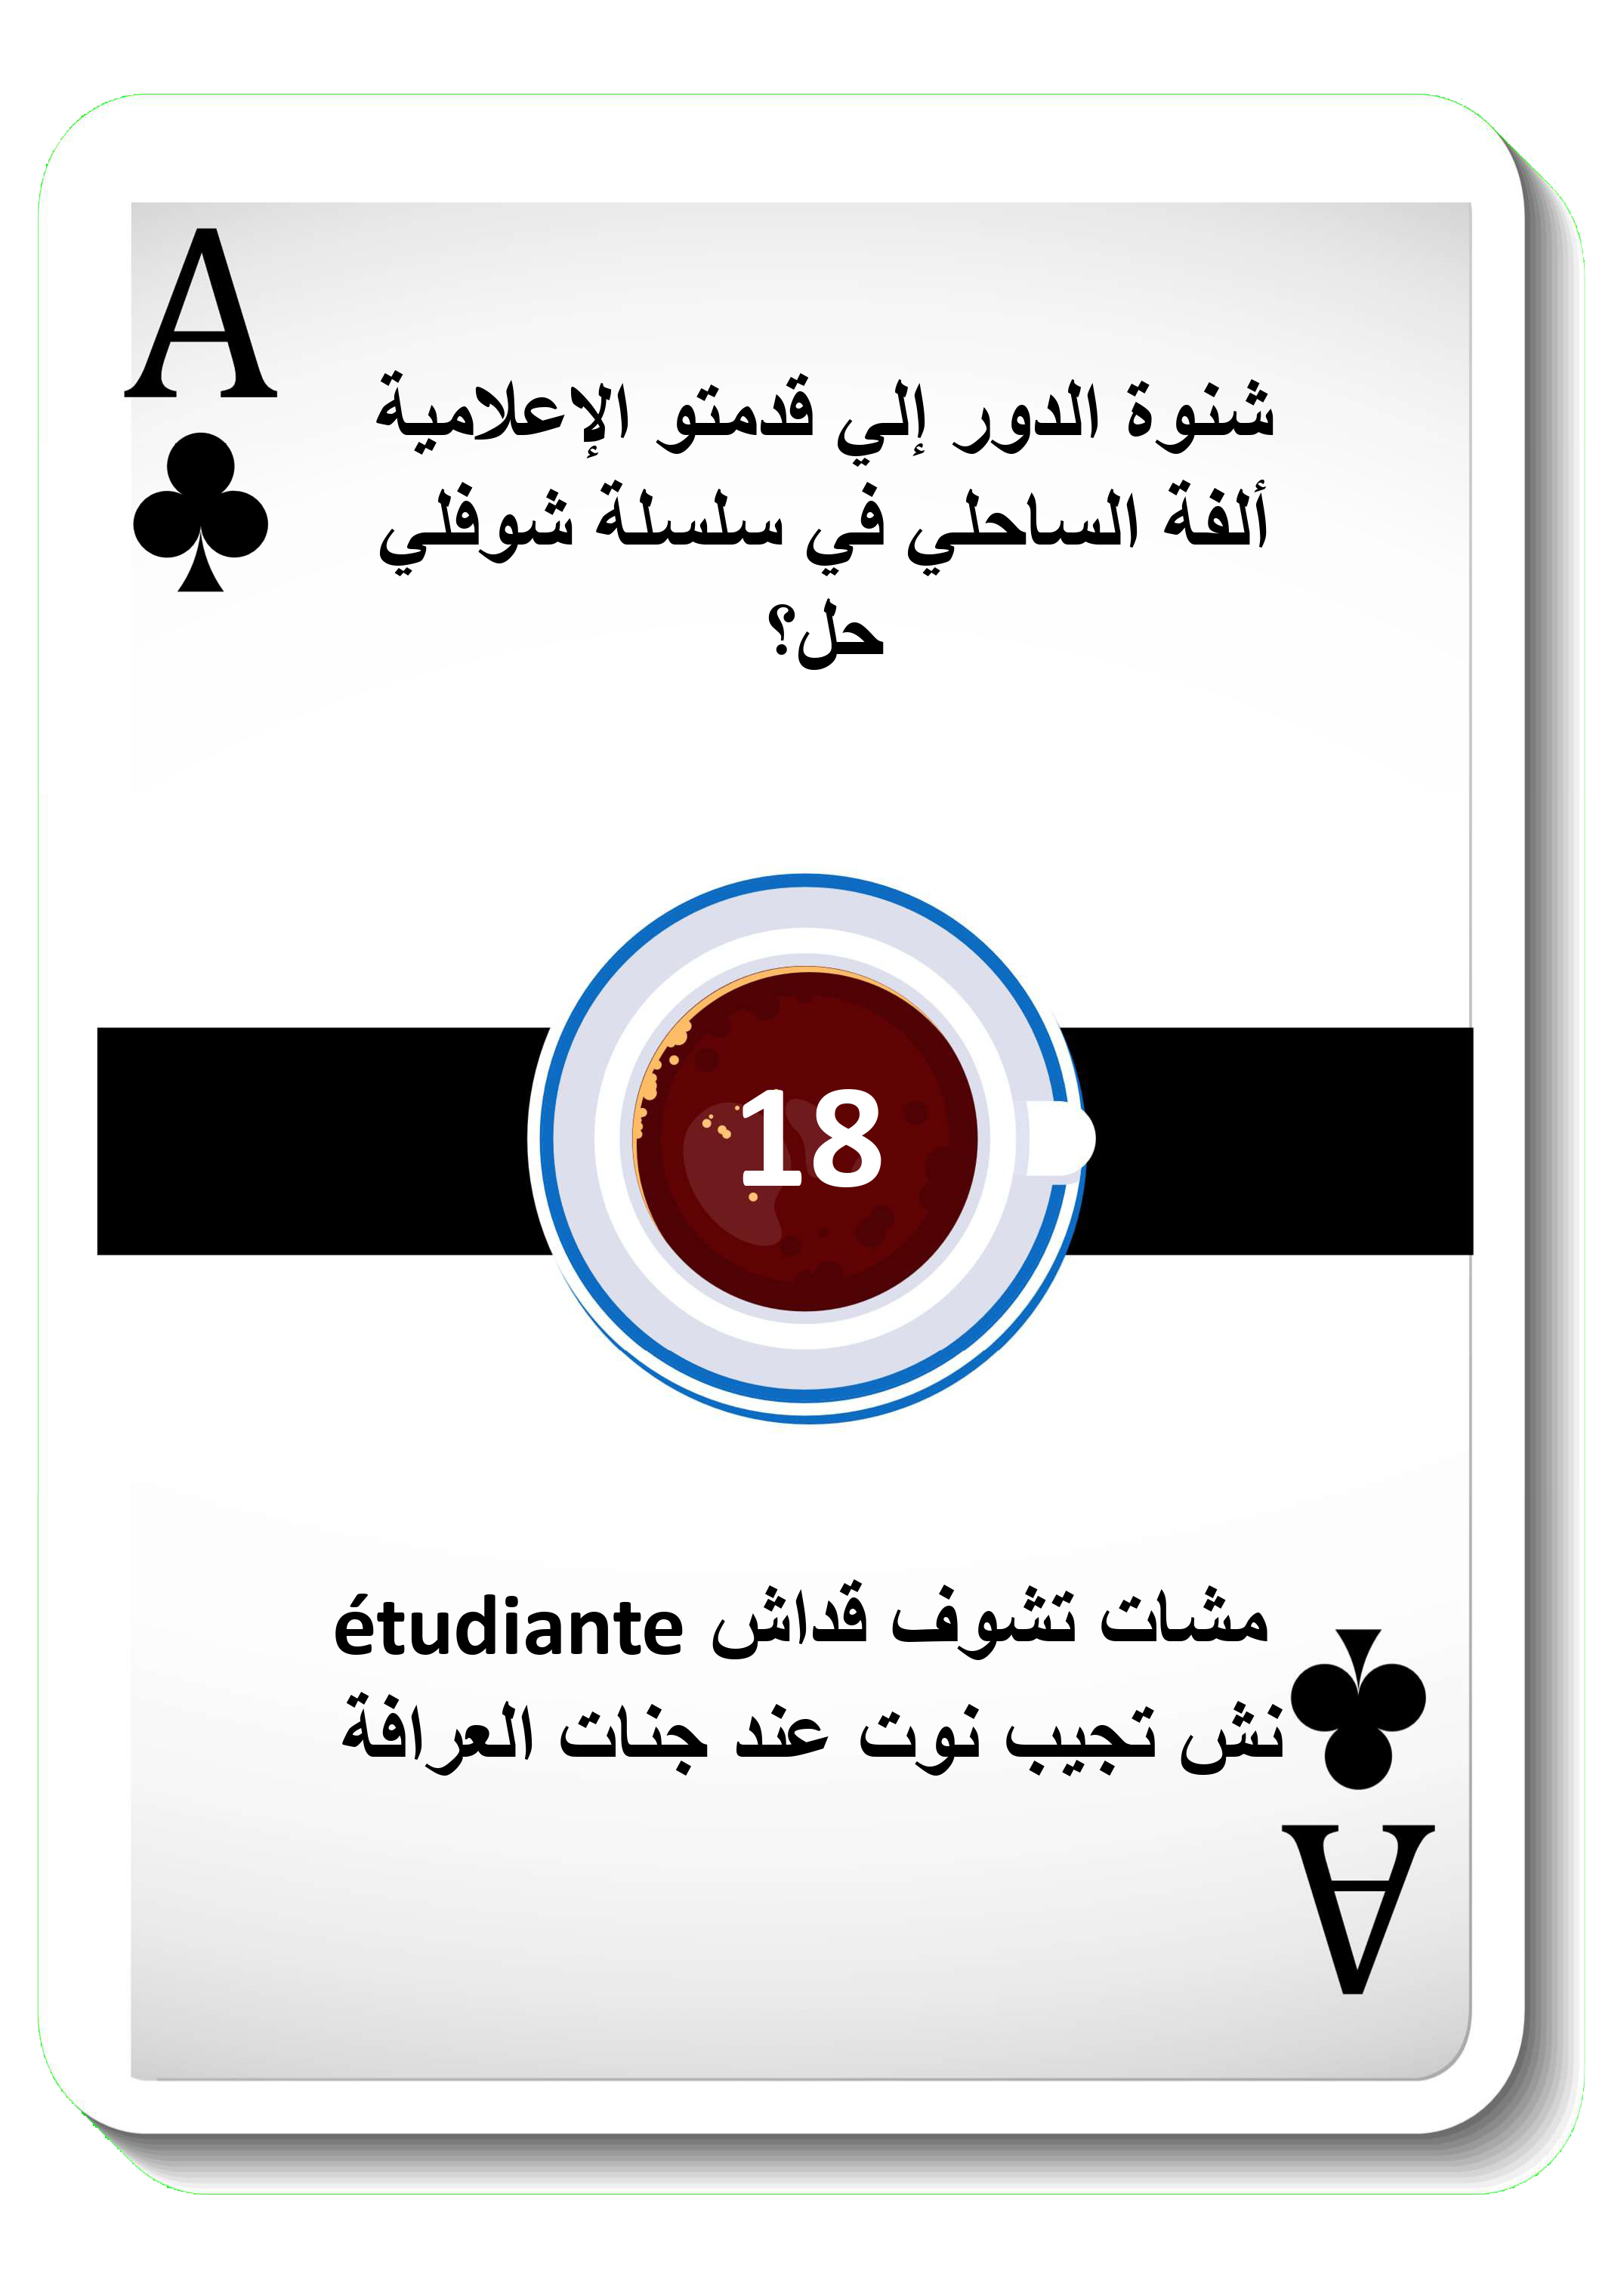 A
شنوة الدور إلي قدمتو الإعلامية
ألفة الساحلي في سلسلة شوفلي
حل؟
18
étudiante مشات تشوف قداش
نش تجيب نوت عند جنات العرافة
A